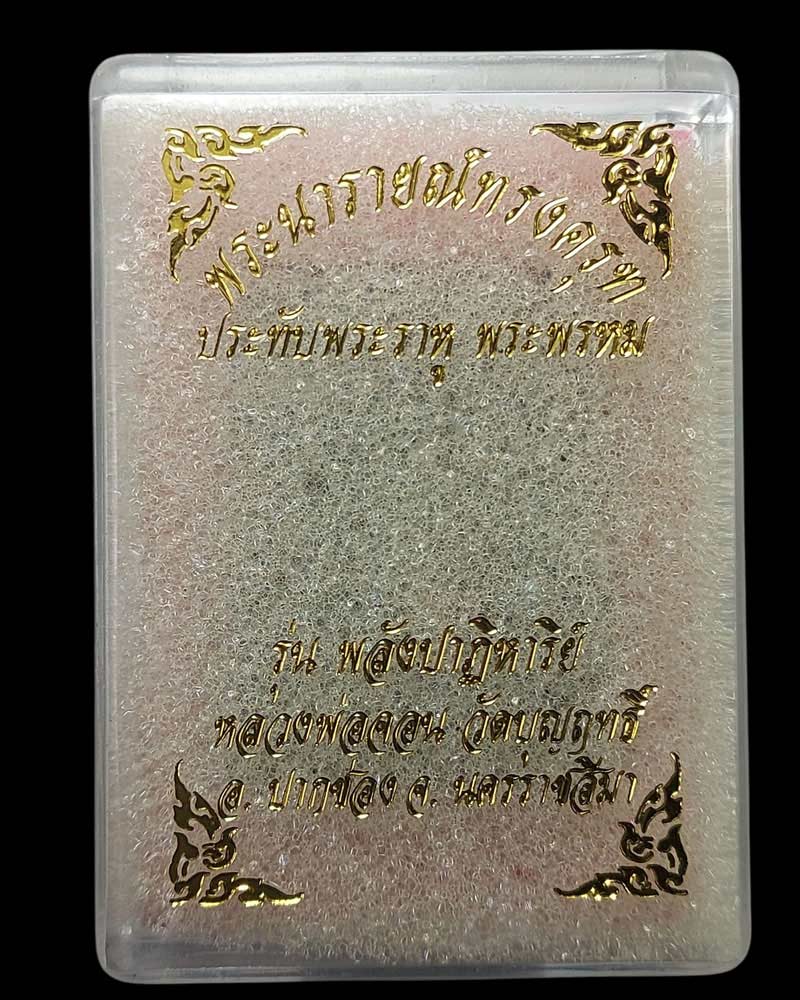 พระนารายณ์ทรงครุฑ
ประทับพระราหู พระพรหม
รุ่น พลังปาฏิหาริย์
หลวงพ่อจอน วัดบุญฤทธิ์
อ. ปากช่อง จ. นครราชสีมา